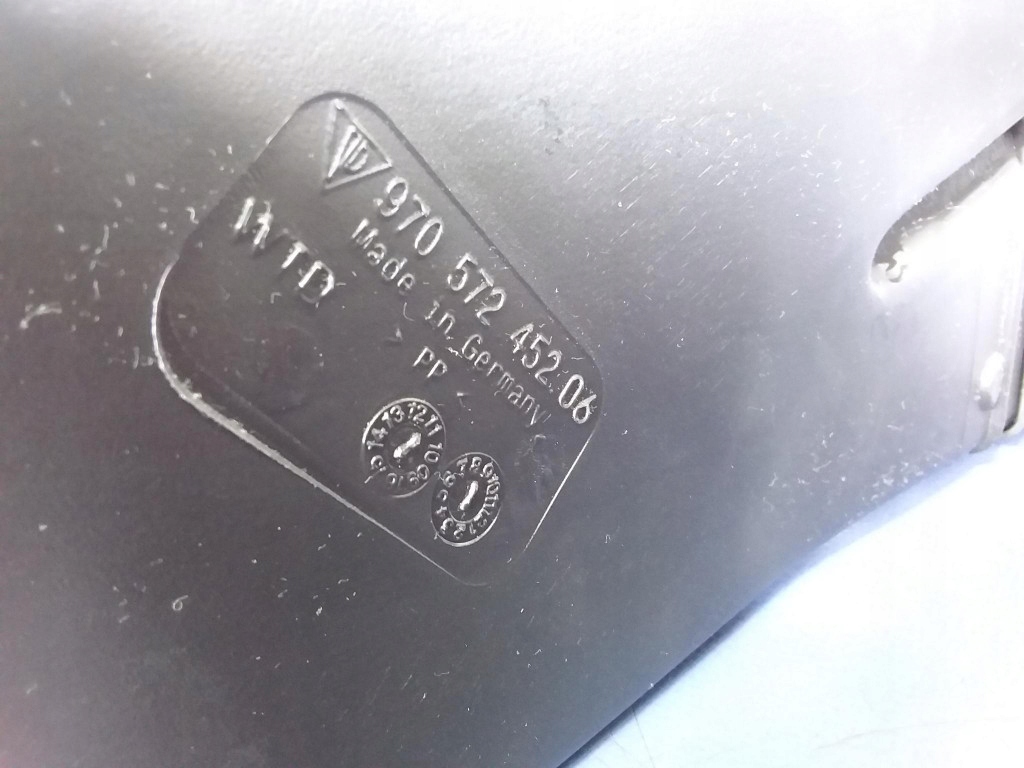 970 572 452.06
Made in Germany
WTD
> PP <